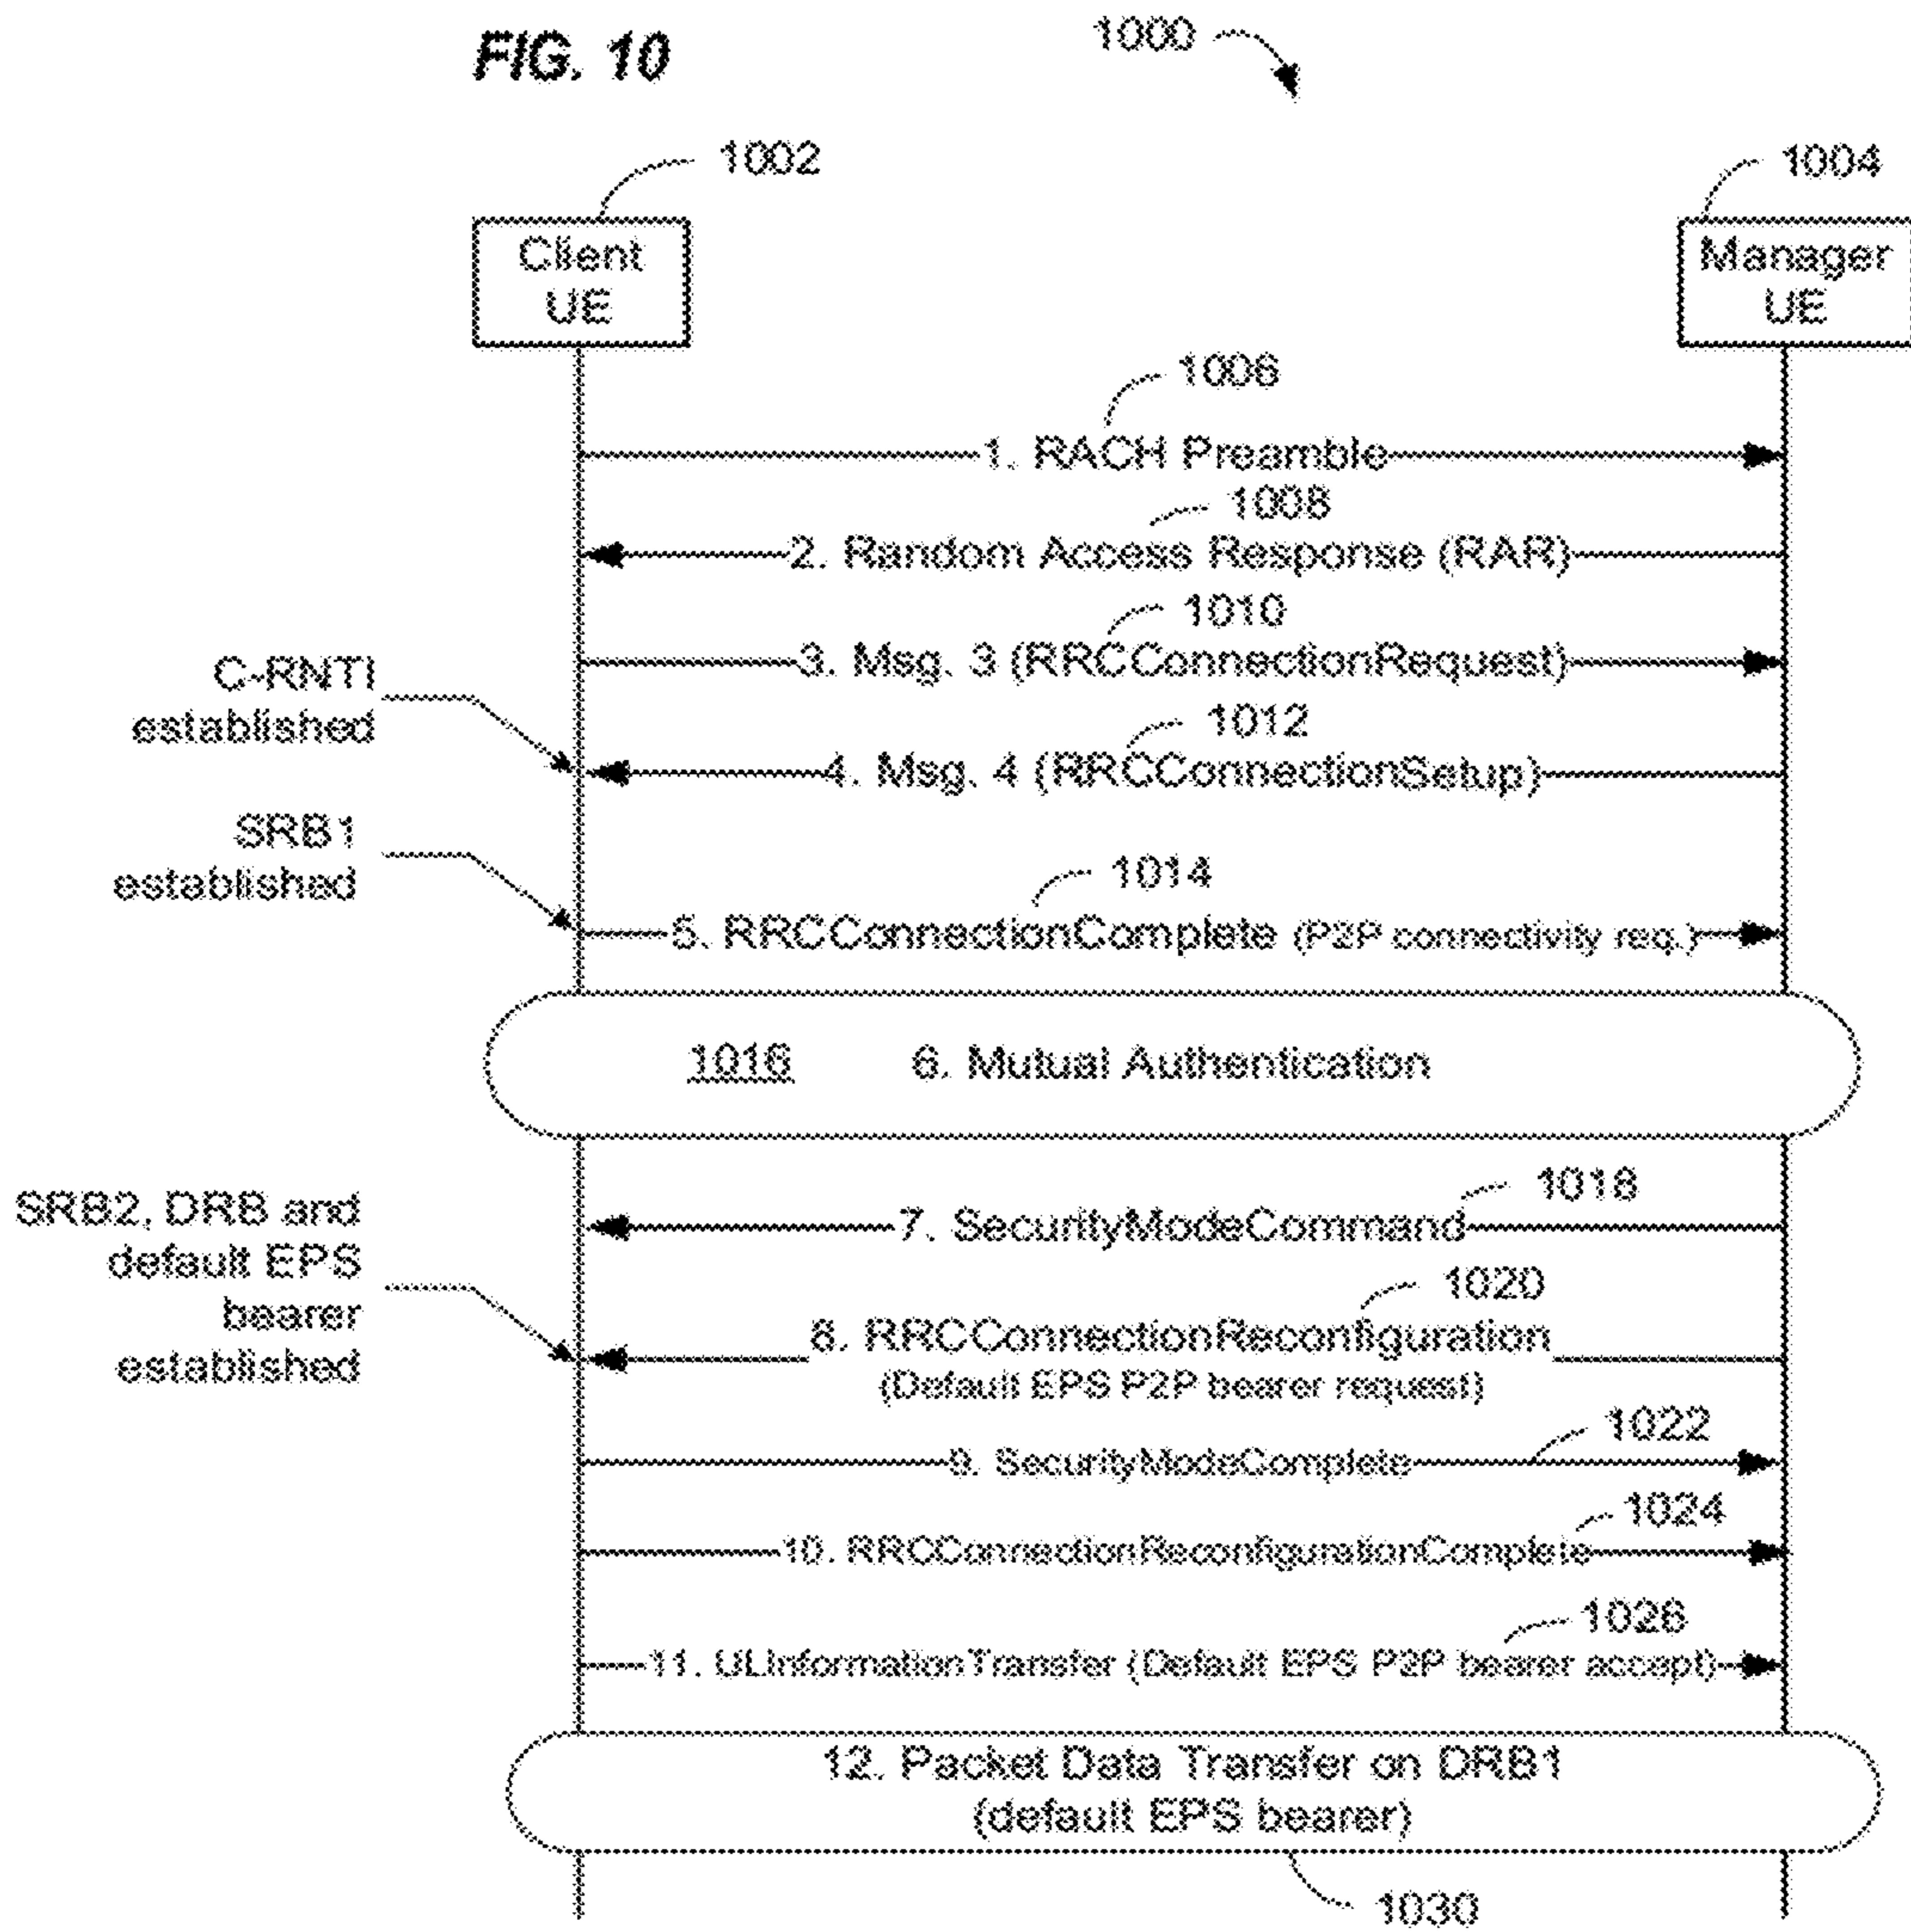 FIG. 10
1000
1002
1004
Client
UE
Manager
UE
1006
1. RACH Preamble
1008
2. Random Access Response (RAR)
1010
3. Msg. 3 (RRCConnectionRequest)
C-RNTI
established
1012
4. Msg. 4 (RRCConnectionSetup)
SRB1
established
1014
5. RRCConnectionComplete (P2P connectivity req.)
1016 6. Mutual Authentication
1018
7. SecurityModeCommand
SRB2, DRB and
default EPS
bearer
established
1020
8. RRCConnectionReconfiguration
(Default EPS P2P bearer request)
1022
9. SecurityModeComplete
1024
10. RRCConnectionReconfigurationComplete
1026
11. ULInformationTransfer (Default EPS P2P bearer accept)
12. Packet Data Transfer on DRB1
(default EPS bearer)
1030